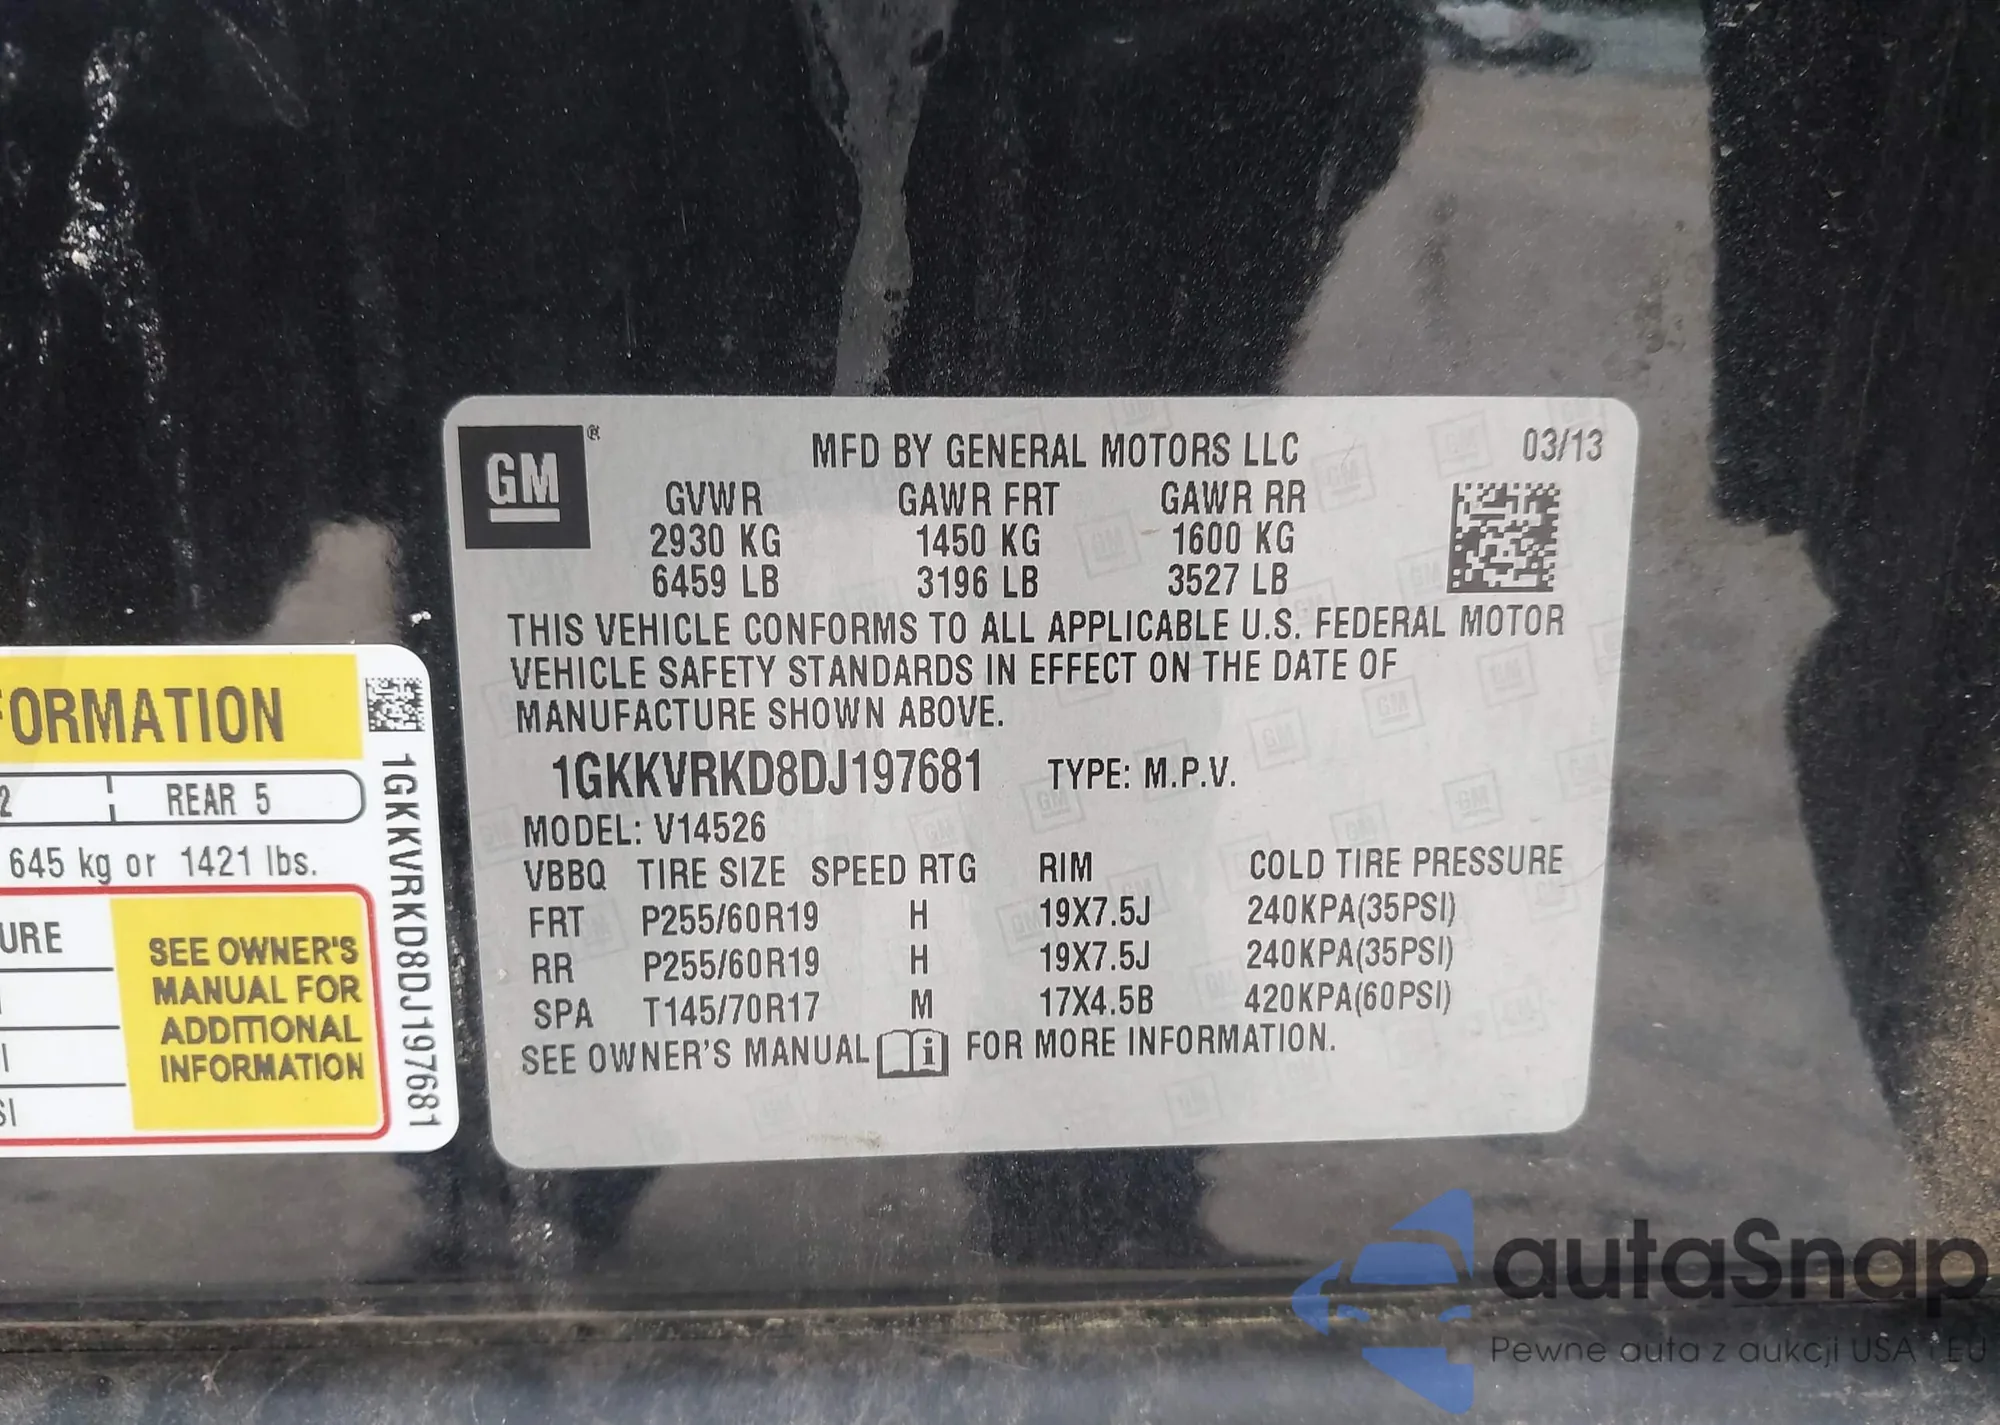 GM
®
MFD BY GENERAL MOTORS LLC 03/13
GVWR GAWR FRT GAWR RR
2930 KG 1450 KG 1600 KG
6459 LB 3196 LB 3527 LB
THIS VEHICLE CONFORMS TO ALL APPLICABLE U.S. FEDERAL MOTOR
VEHICLE SAFETY STANDARDS IN EFFECT ON THE DATE OF
MANUFACTURE SHOWN ABOVE.
1GKKVRKD8DJ197681 TYPE: M.P.V.
MODEL: V14526
VBBQ TIRE SIZE SPEED RTG RIM COLD TIRE PRESSURE
FRT P255/60R19 H 19X7.5J 240KPA(35PSI)
RR P255/60R19 H 19X7.5J 240KPA(35PSI)
SPA T145/70R17 M 17X4.5B 420KPA(60PSI)
SEE OWNER'S MANUAL i FOR MORE INFORMATION.
FORMATION
2 REAR 5
645 kg or 1421 lbs.
URE
SEE OWNER'S
MANUAL FOR
ADDITIONAL
INFORMATION
I
SI
1GKKVRKD8DJ197681
autaSnap
Pewne auta z aukcji USA i EU